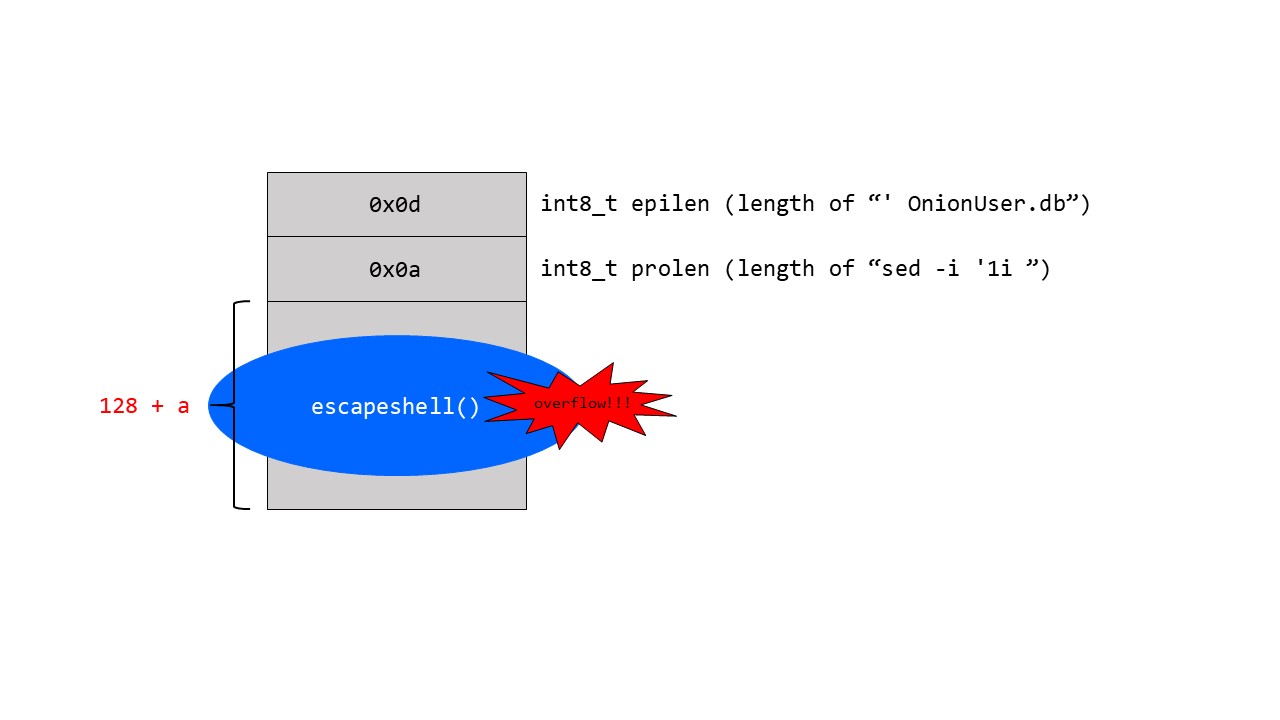 0x0d int8_t epilen (length of “' OnionUser.db”)
0x0a int8_t prolen (length of “sed -i '1i ”)
128 + a escapeshell() overflow!!!